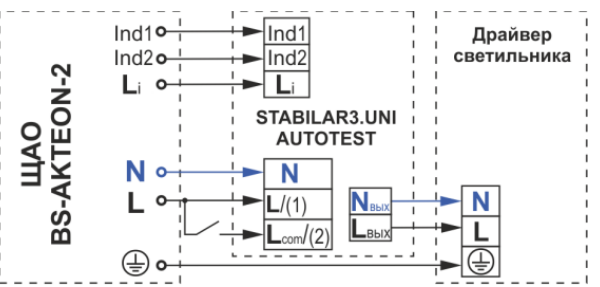 ЩАО
BS-AKTEON-2
Ind1
Ind2
Li
N
L
Ind1
Ind2
Li
STABILAR3.UNI
AUTOTEST
N
L/(1)
Lcom/(2)
Nвых
Lвых
Драйвер
светильника
N
L